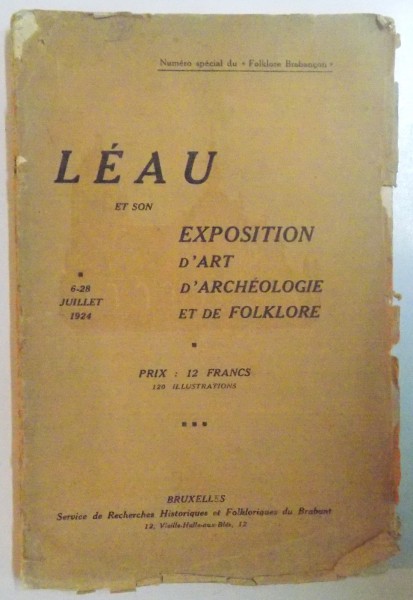 Numéro spécial du « Folklore Brabançon »
LÉAU
ET SON
EXPOSITION
D'ART
D'ARCHÉOLOGIE
ET DE FOLKLORE
6-28
JUILLET
1924
PRIX : 12 FRANCS
120 ILLUSTRATIONS
BRUXELLES
Service de Recherches Historiques et Folkloriques du Brabant
12, Vieille-Halle-aux-Blés, 12